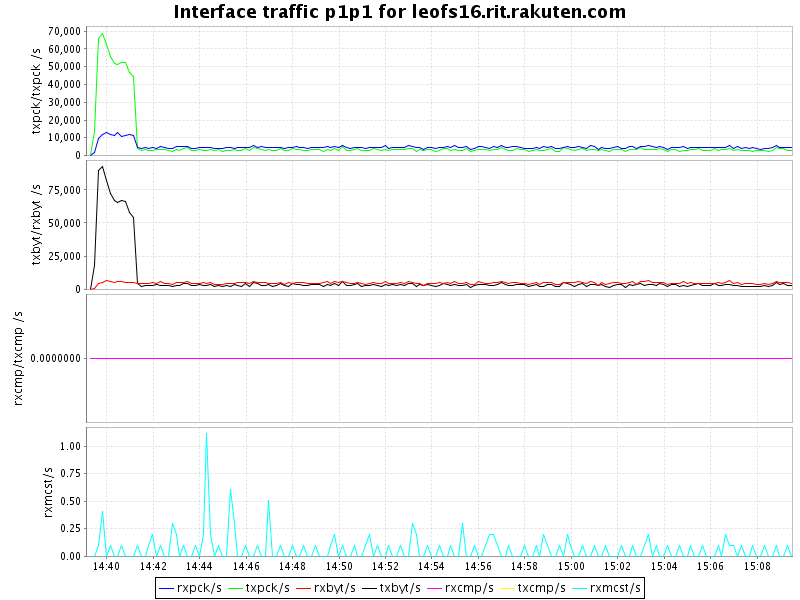 Interface traffic p1p1 for leofs16.rit.rakuten.com
txpck/txpck /s
70,000
60,000
50,000
40,000
30,000
20,000
10,000
0
txbyt/rxbyt /s
75,000
50,000
25,000
0
rxcmp/txcmp /s
0.0000000
rxmcst/s
1.00
0.75
0.50
0.25
0.00
14:40 14:42 14:44 14:46 14:48 14:50 14:52 14:54 14:56 14:58 15:00 15:02 15:04 15:06 15:08
rxpck/s txpck/s rxbyt/s txbyt/s rxcmp/s txcmp/s rxmcst/s